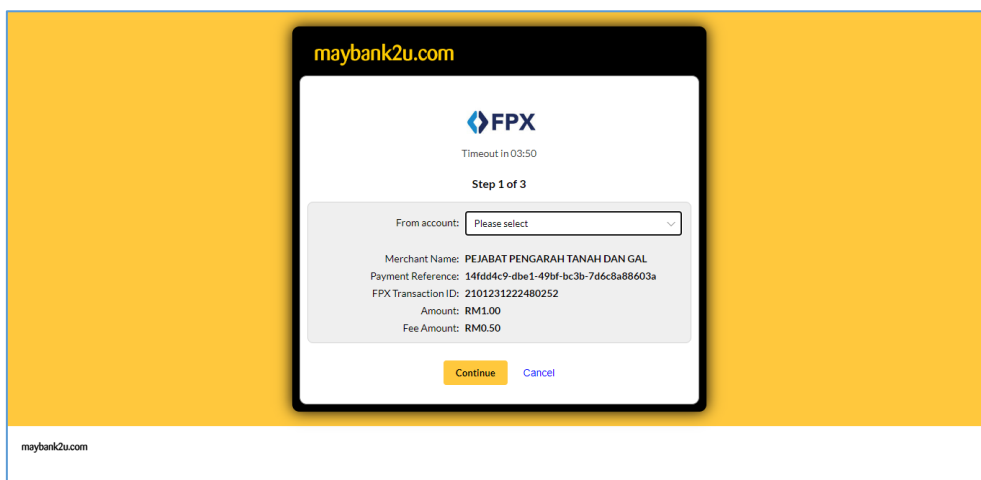 maybank2u.com
FPX
Timeout in 03:50
Step 1 of 3
From account: Please select
Merchant Name: PEJABAT PENGARAH TANAH DAN GAL
Payment Reference: 14fdd4c9-dbe1-49bf-bc3b-7d6c8a88603a
FPX Transaction ID: 2101231222480252
Amount: RM1.00
Fee Amount: RM0.50
Continue Cancel
maybank2u.com